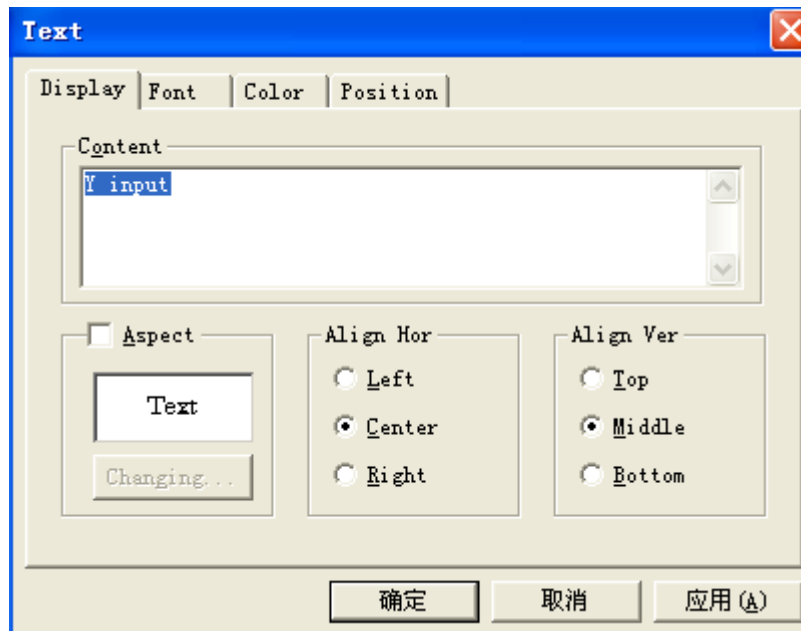 Text
Display Font Color Position
Content
Y input
Aspect Align Hor Align Ver
Left Top
Text Center Middle
Changing... Right Bottom
确定 取消 应用(A)